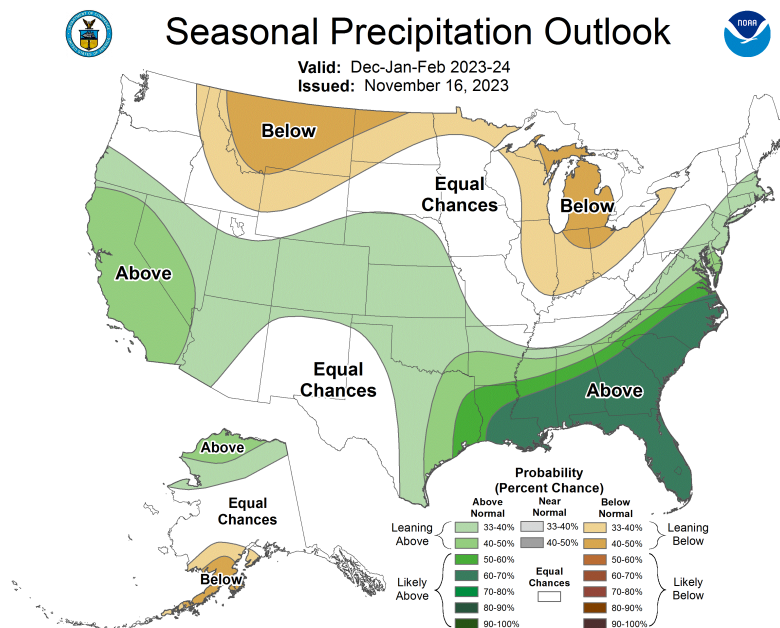 Seasonal Precipitation Outlook
Valid: Dec-Jan-Feb 2023-24
Issued: November 16, 2023
NOAA
Below
Equal
Chances
Below
Above
Equal
Chances
Above
Above
Equal
Chances
Below
Probability
(Percent Chance)
Above
Normal
Near
Normal
Below
Normal
Leaning
Above
33-40%
33-40%
33-40%
Leaning
Below
40-50%
40-50%
40-50%
Likely
Above
50-60%
50-60%
Likely
Below
60-70%
60-70%
70-80%
70-80%
80-90%
80-90%
90-100%
90-100%
Equal
Chances